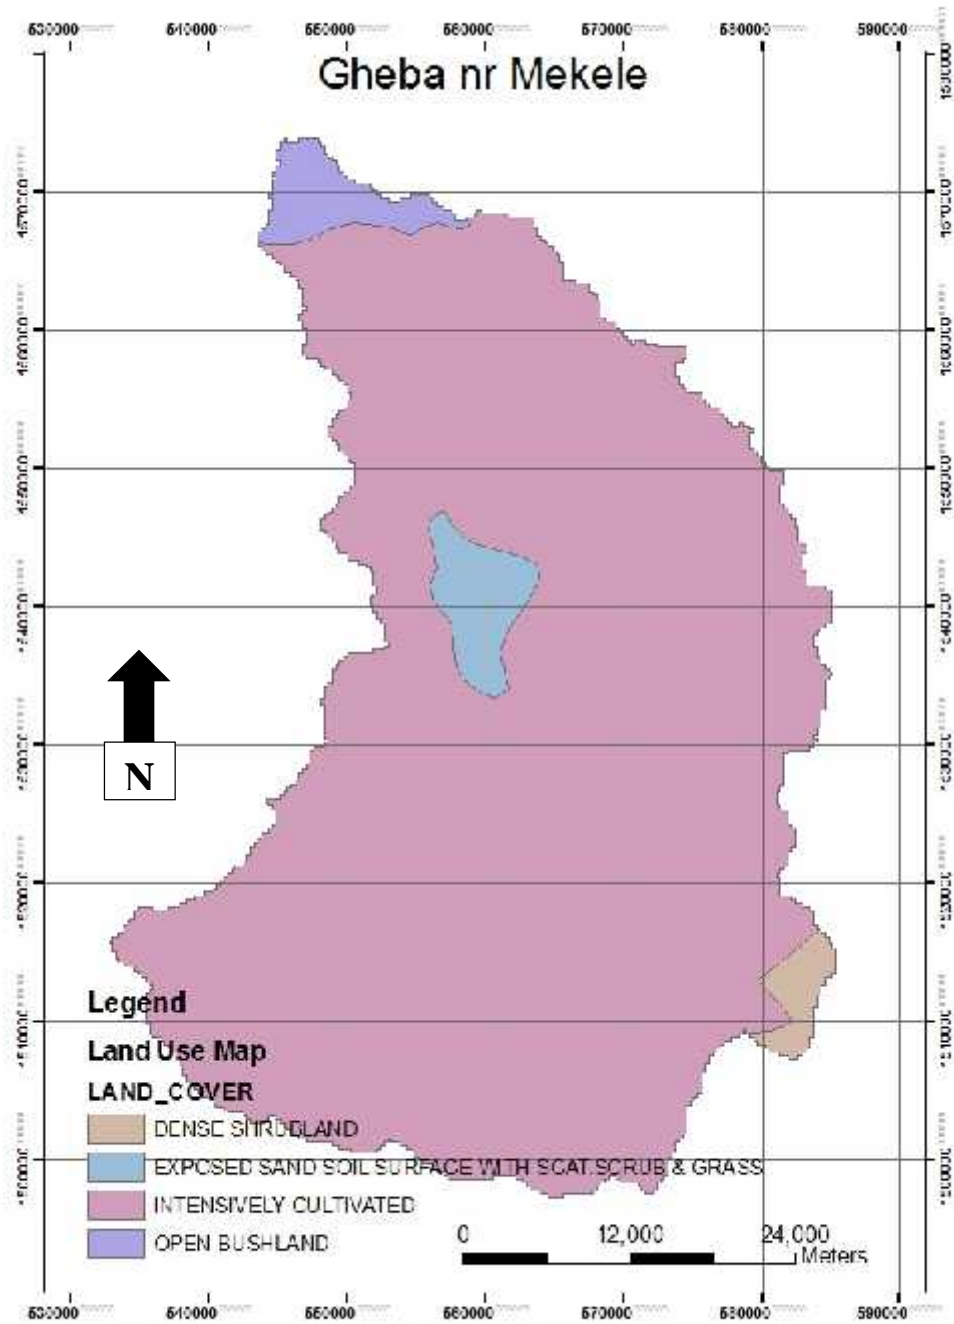 530000 540000 550000 560000 570000 580000 590000
Gheba nr Mekele
N
Legend
Land Use Map
LAND_COVER
DENSE SHRUBLAND
EXPOSED SAND SOIL SURFACE WITH SCAT.SCRUB & GRASS
INTENSIVELY CULTIVATED
OPEN BUSHLAND
0 12,000 24,000
Meters
530000 540000 550000 560000 570000 580000 590000